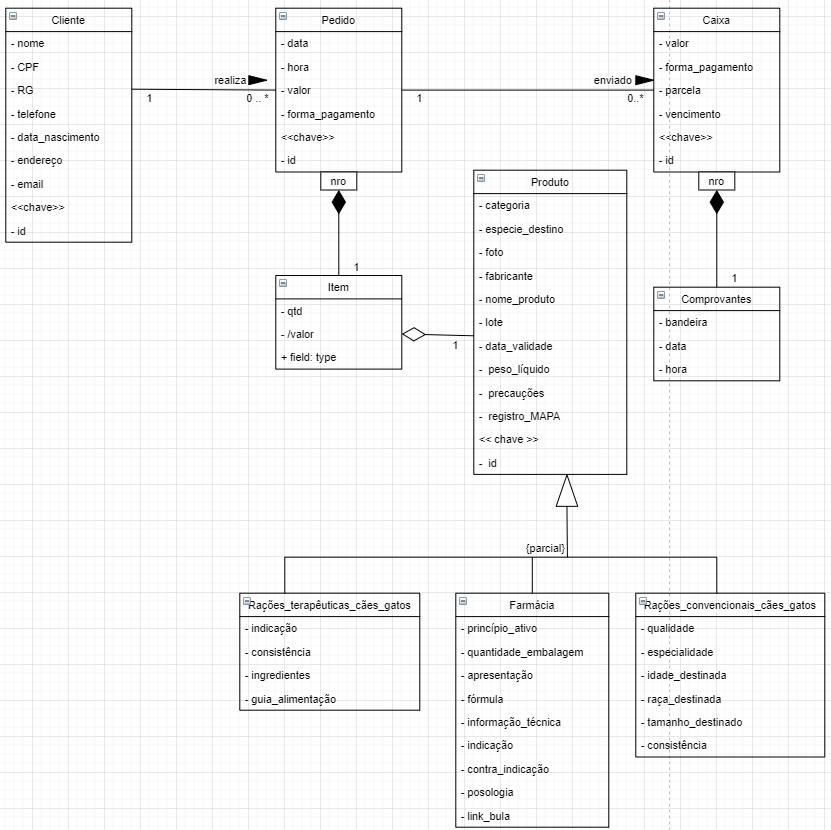 Cliente
- nome
- CPF
- RG
- telefone
- data_nascimento
- endereço
- email
<<chave>>
- id
realiza
1
0 .. *
Pedido
- data
- hora
- valor
- forma_pagamento
<<chave>>
- id
nro
enviado
1
0..*
Caixa
- valor
- forma_pagamento
- parcela
- vencimento
<<chave>>
- id
nro
1
Item
- qtd
- /valor
+ field: type
1
Produto
- categoria
- especie_destino
- foto
- fabricante
- nome_produto
- lote
- data_validade
- peso_líquido
- precauções
- registro_MAPA
<< chave >>
- id
1
Comprovantes
- bandeira
- data
- hora
{parcial}
Rações_terapêuticas_cães_gatos
- indicação
- consistência
- ingredientes
- guia_alimentação
Farmácia
- princípio_ativo
- quantidade_embalagem
- apresentação
- fórmula
- informação_técnica
- indicação
- contra_indicação
- posologia
- link_bula
Rações_convencionais_cães_gatos
- qualidade
- especialidade
- idade_destinada
- raça_destinada
- tamanho_destinado
- consistência